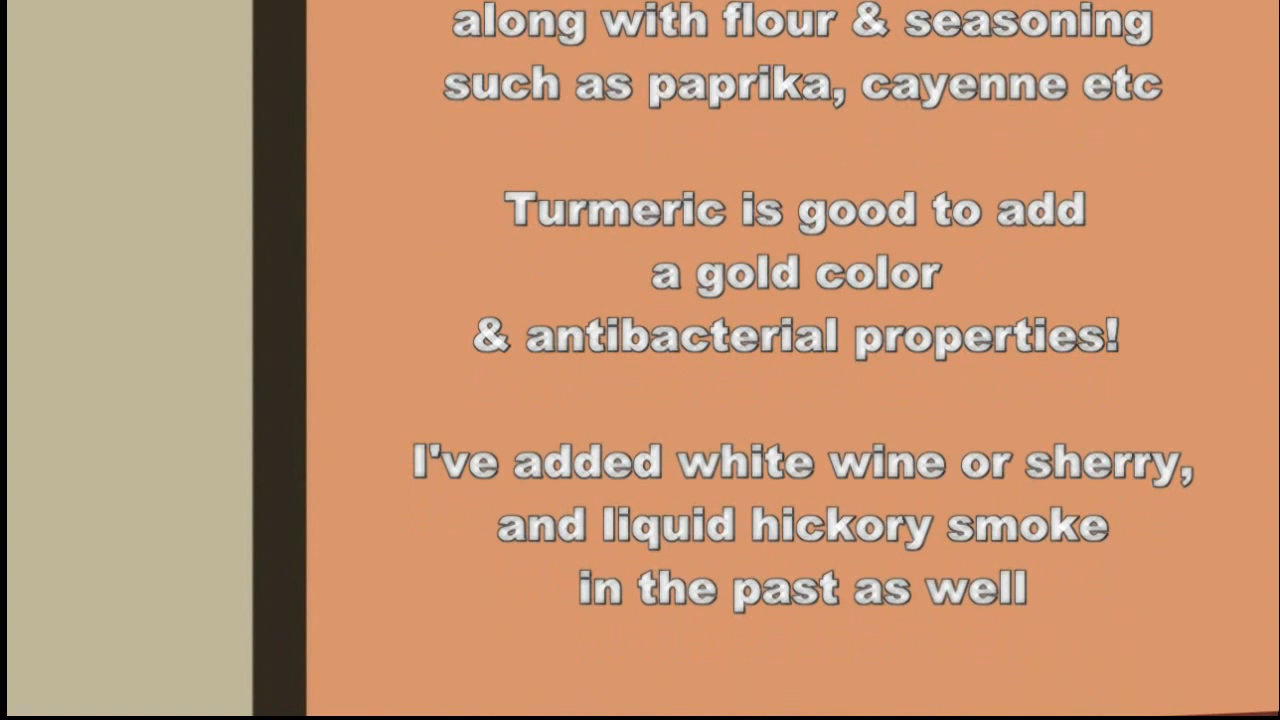 along with flour & seasoning
such as paprika, cayenne etc
Turmeric is good to add
a gold color
& antibacterial properties!
I've added white wine or sherry,
and liquid hickory smoke
in the past as well